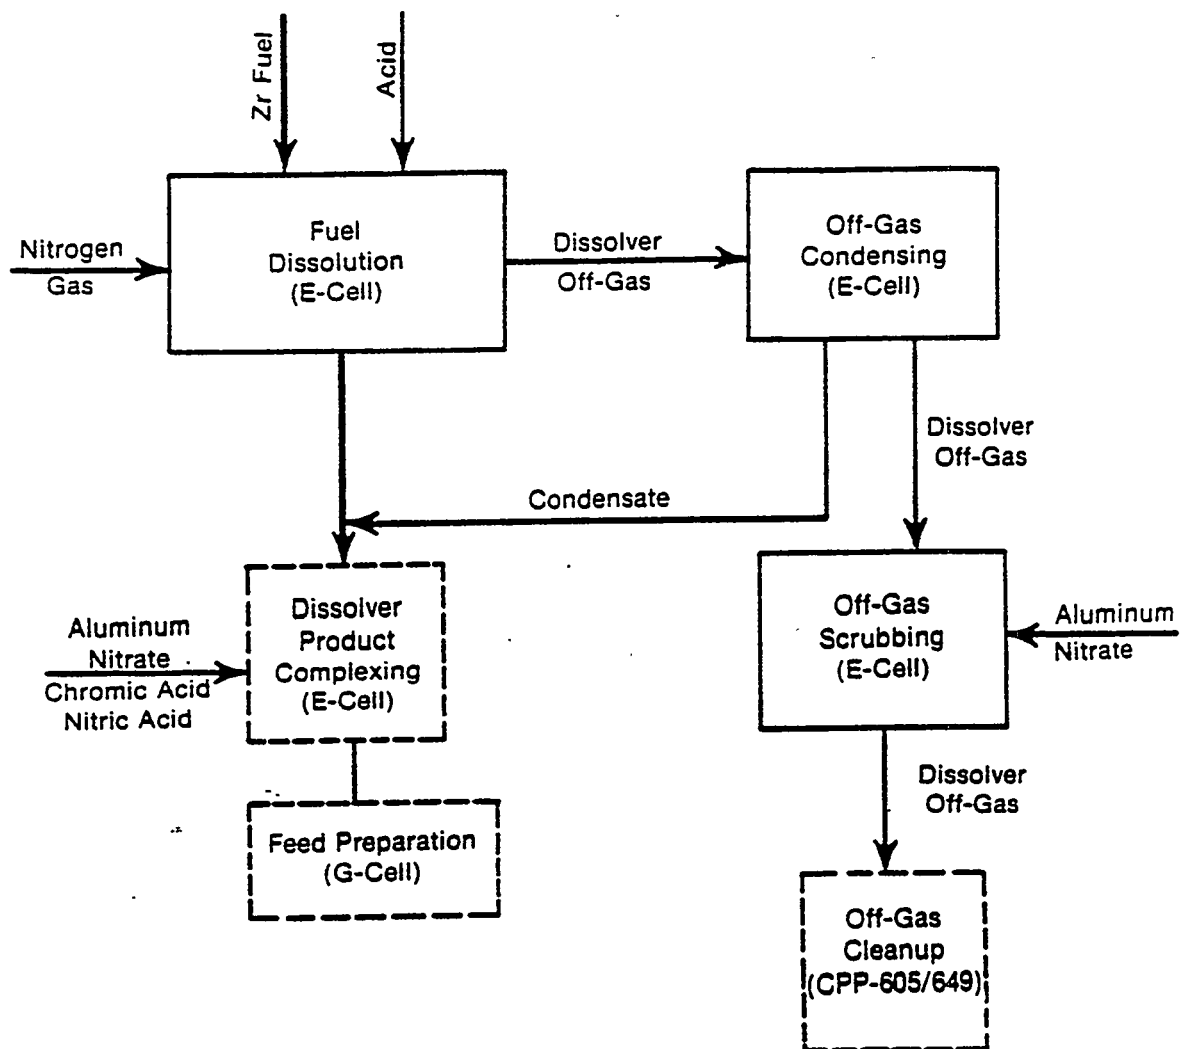 Zr Fuel
Acid
Nitrogen
Gas
Fuel
Dissolution
(E-Cell)
Dissolver
Off-Gas
Off-Gas
Condensing
(E-Cell)
Dissolver
Off-Gas
Condensate
Aluminum
Nitrate
Chromic Acid
Nitric Acid
Dissolver
Product
Complexing
(E-Cell)
Off-Gas
Scrubbing
(E-Cell)
Aluminum
Nitrate
Feed Preparation
(G-Cell)
Dissolver
Off-Gas
Off-Gas
Cleanup
(CPP-605/649)